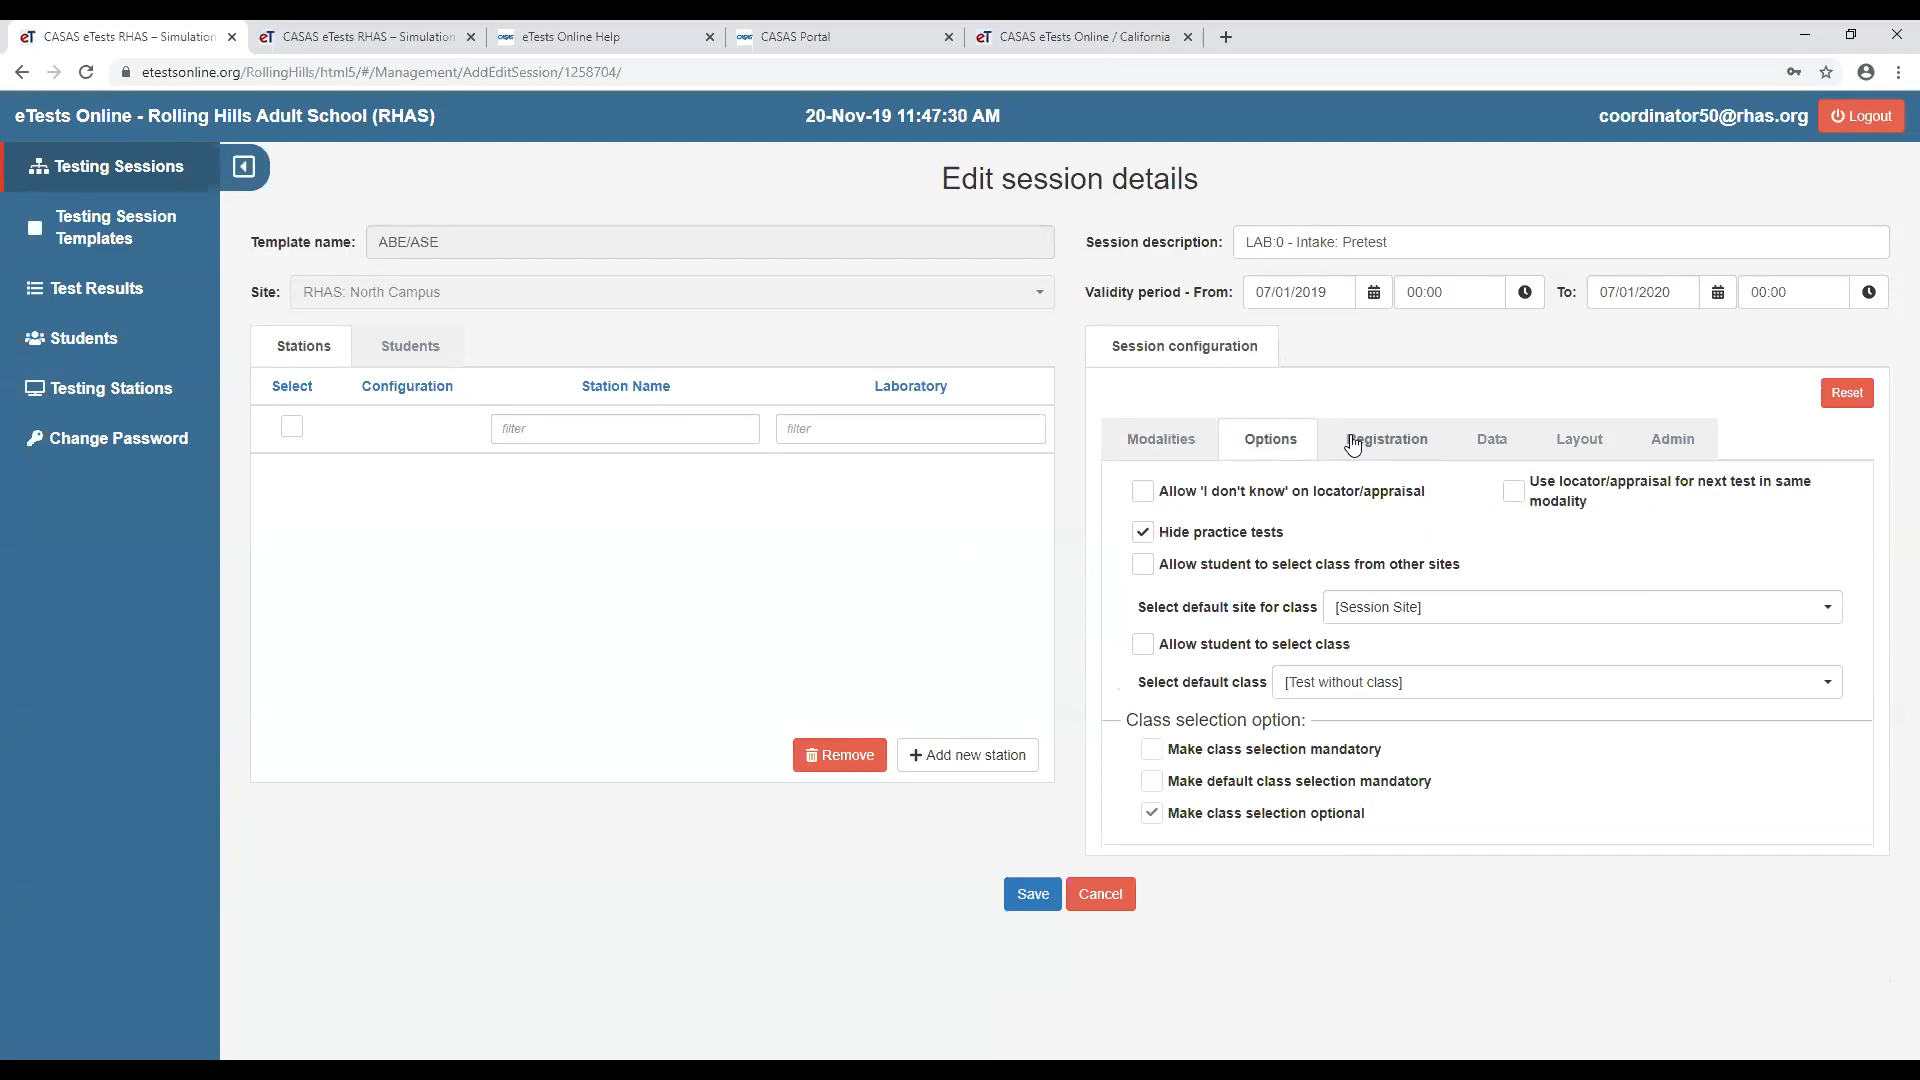 CASAS eTests RHAS – Simulation
CASAS eTests RHAS – Simulation
eTests Online Help
CASAS Portal
CASAS eTests Online / California
etestsonline.org/RollingHills/html5/#/Management/AddEditSession/1258704/
eTests Online - Rolling Hills Adult School (RHAS)
20-Nov-19 11:47:30 AM
coordinator50@rhas.org
Logout
Testing Sessions
Testing Session
Templates
Test Results
Students
Testing Stations
Change Password
Edit session details
Template name: ABE/ASE
Session description: LAB:0 - Intake: Pretest
Site: RHAS: North Campus
Validity period - From: 07/01/2019 00:00 To: 07/01/2020 00:00
Stations Students
Select Configuration Station Name Laboratory
filter filter
Remove
Add new station
Session configuration
Reset
Modalities Options Registration Data Layout Admin
Allow 'I don't know' on locator/appraisal
Use locator/appraisal for next test in same
modality
Hide practice tests
Allow student to select class from other sites
Select default site for class [Session Site]
Allow student to select class
Select default class [Test without class]
Class selection option:
Make class selection mandatory
Make default class selection mandatory
Make class selection optional
Save Cancel